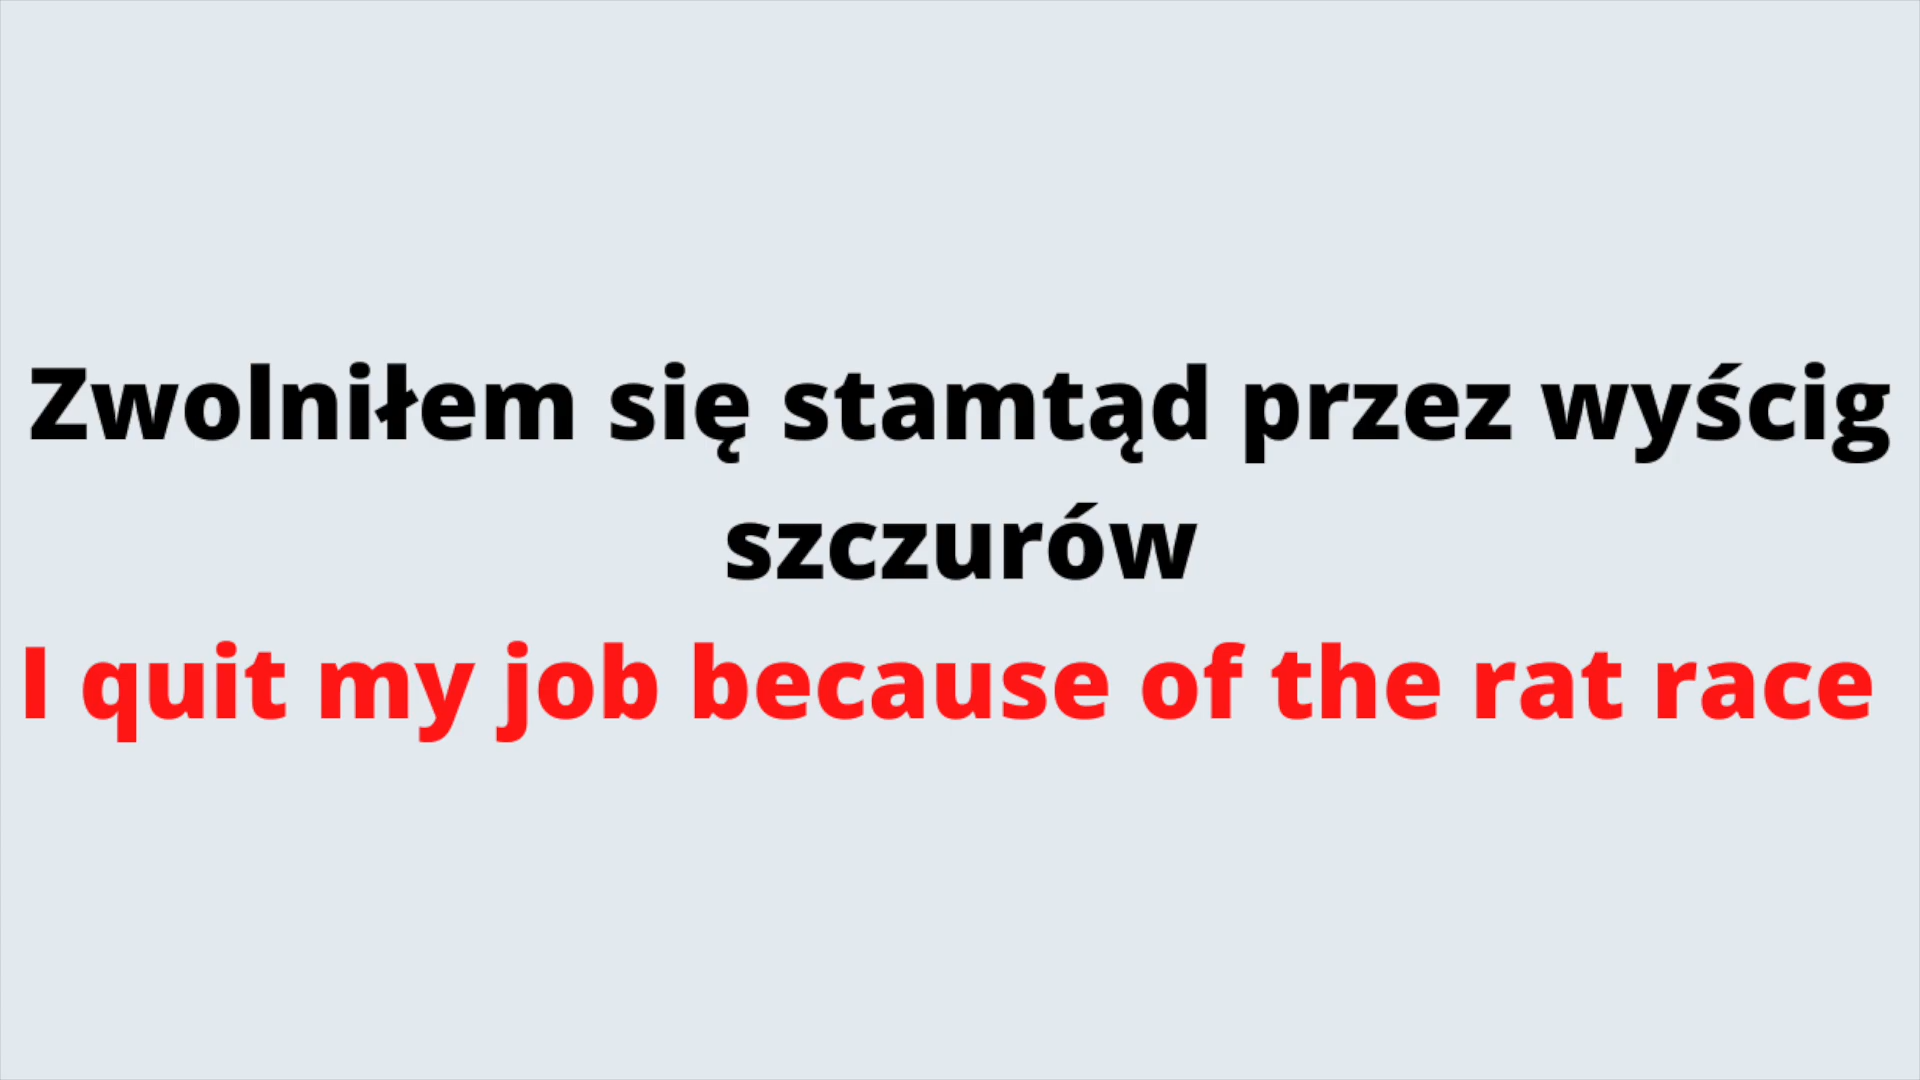 Zwolniłem się stamtąd przez wyścig
szczurów
I quit my job because of the rat race